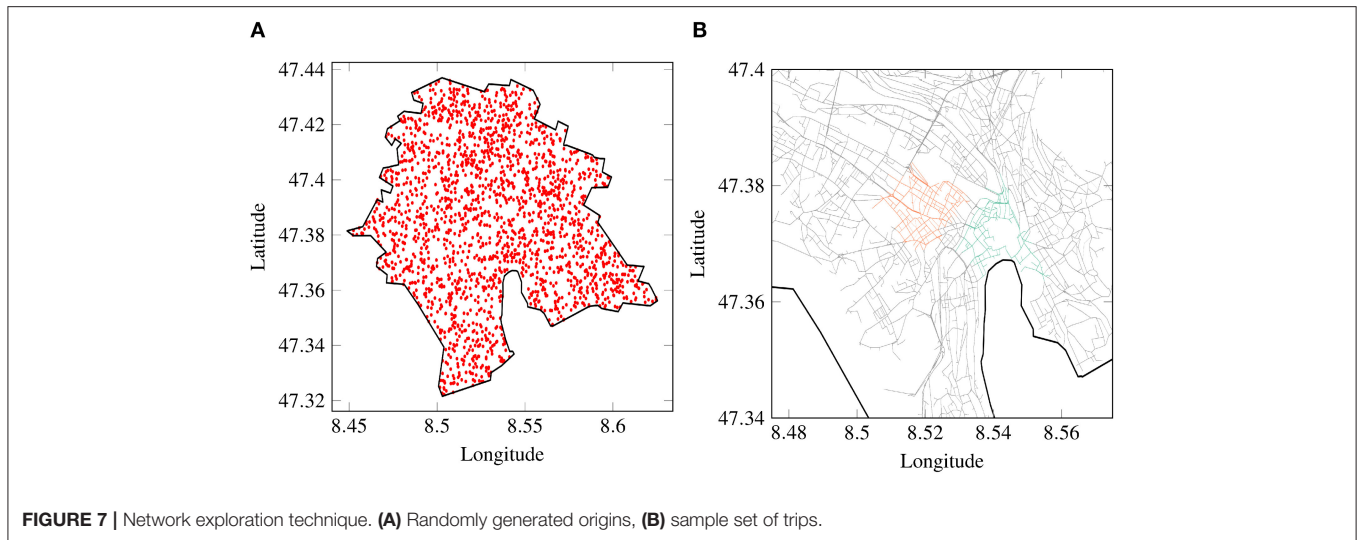 A
B
47.44
47.42
47.4
47.38
47.36
47.34
47.32
Latitude
8.45
8.5
8.55
8.6
Longitude
47.4
47.38
47.36
47.34
Latitude
8.48
8.5
8.52
8.54
8.56
Longitude
FIGURE 7 | Network exploration technique. (A) Randomly generated origins, (B) sample set of trips.